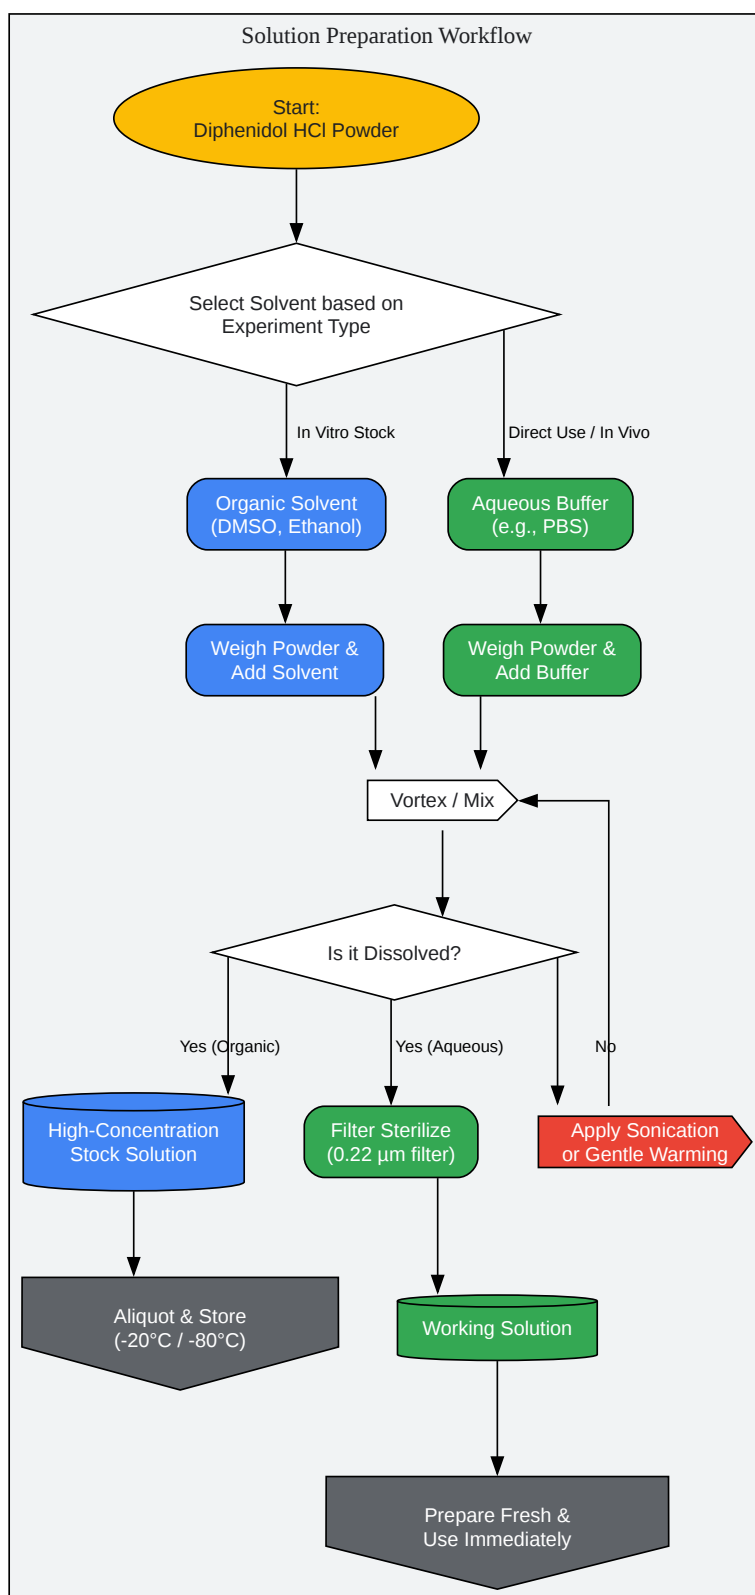 Solution Preparation Workflow
Start:
Diphenidol HCl Powder
Select Solvent based on
Experiment Type
In Vitro Stock
Direct Use / In Vivo
Organic Solvent
(DMSO, Ethanol)
Aqueous Buffer
(e.g., PBS)
Weigh Powder &
Add Solvent
Weigh Powder &
Add Buffer
Vortex / Mix
Is it Dissolved?
Yes (Organic)
Yes (Aqueous)
No
High-Concentration
Stock Solution
Filter Sterilize
(0.22 µm filter)
Apply Sonication
or Gentle Warming
Aliquot & Store
(-20°C / -80°C)
Working Solution
Prepare Fresh &
Use Immediately